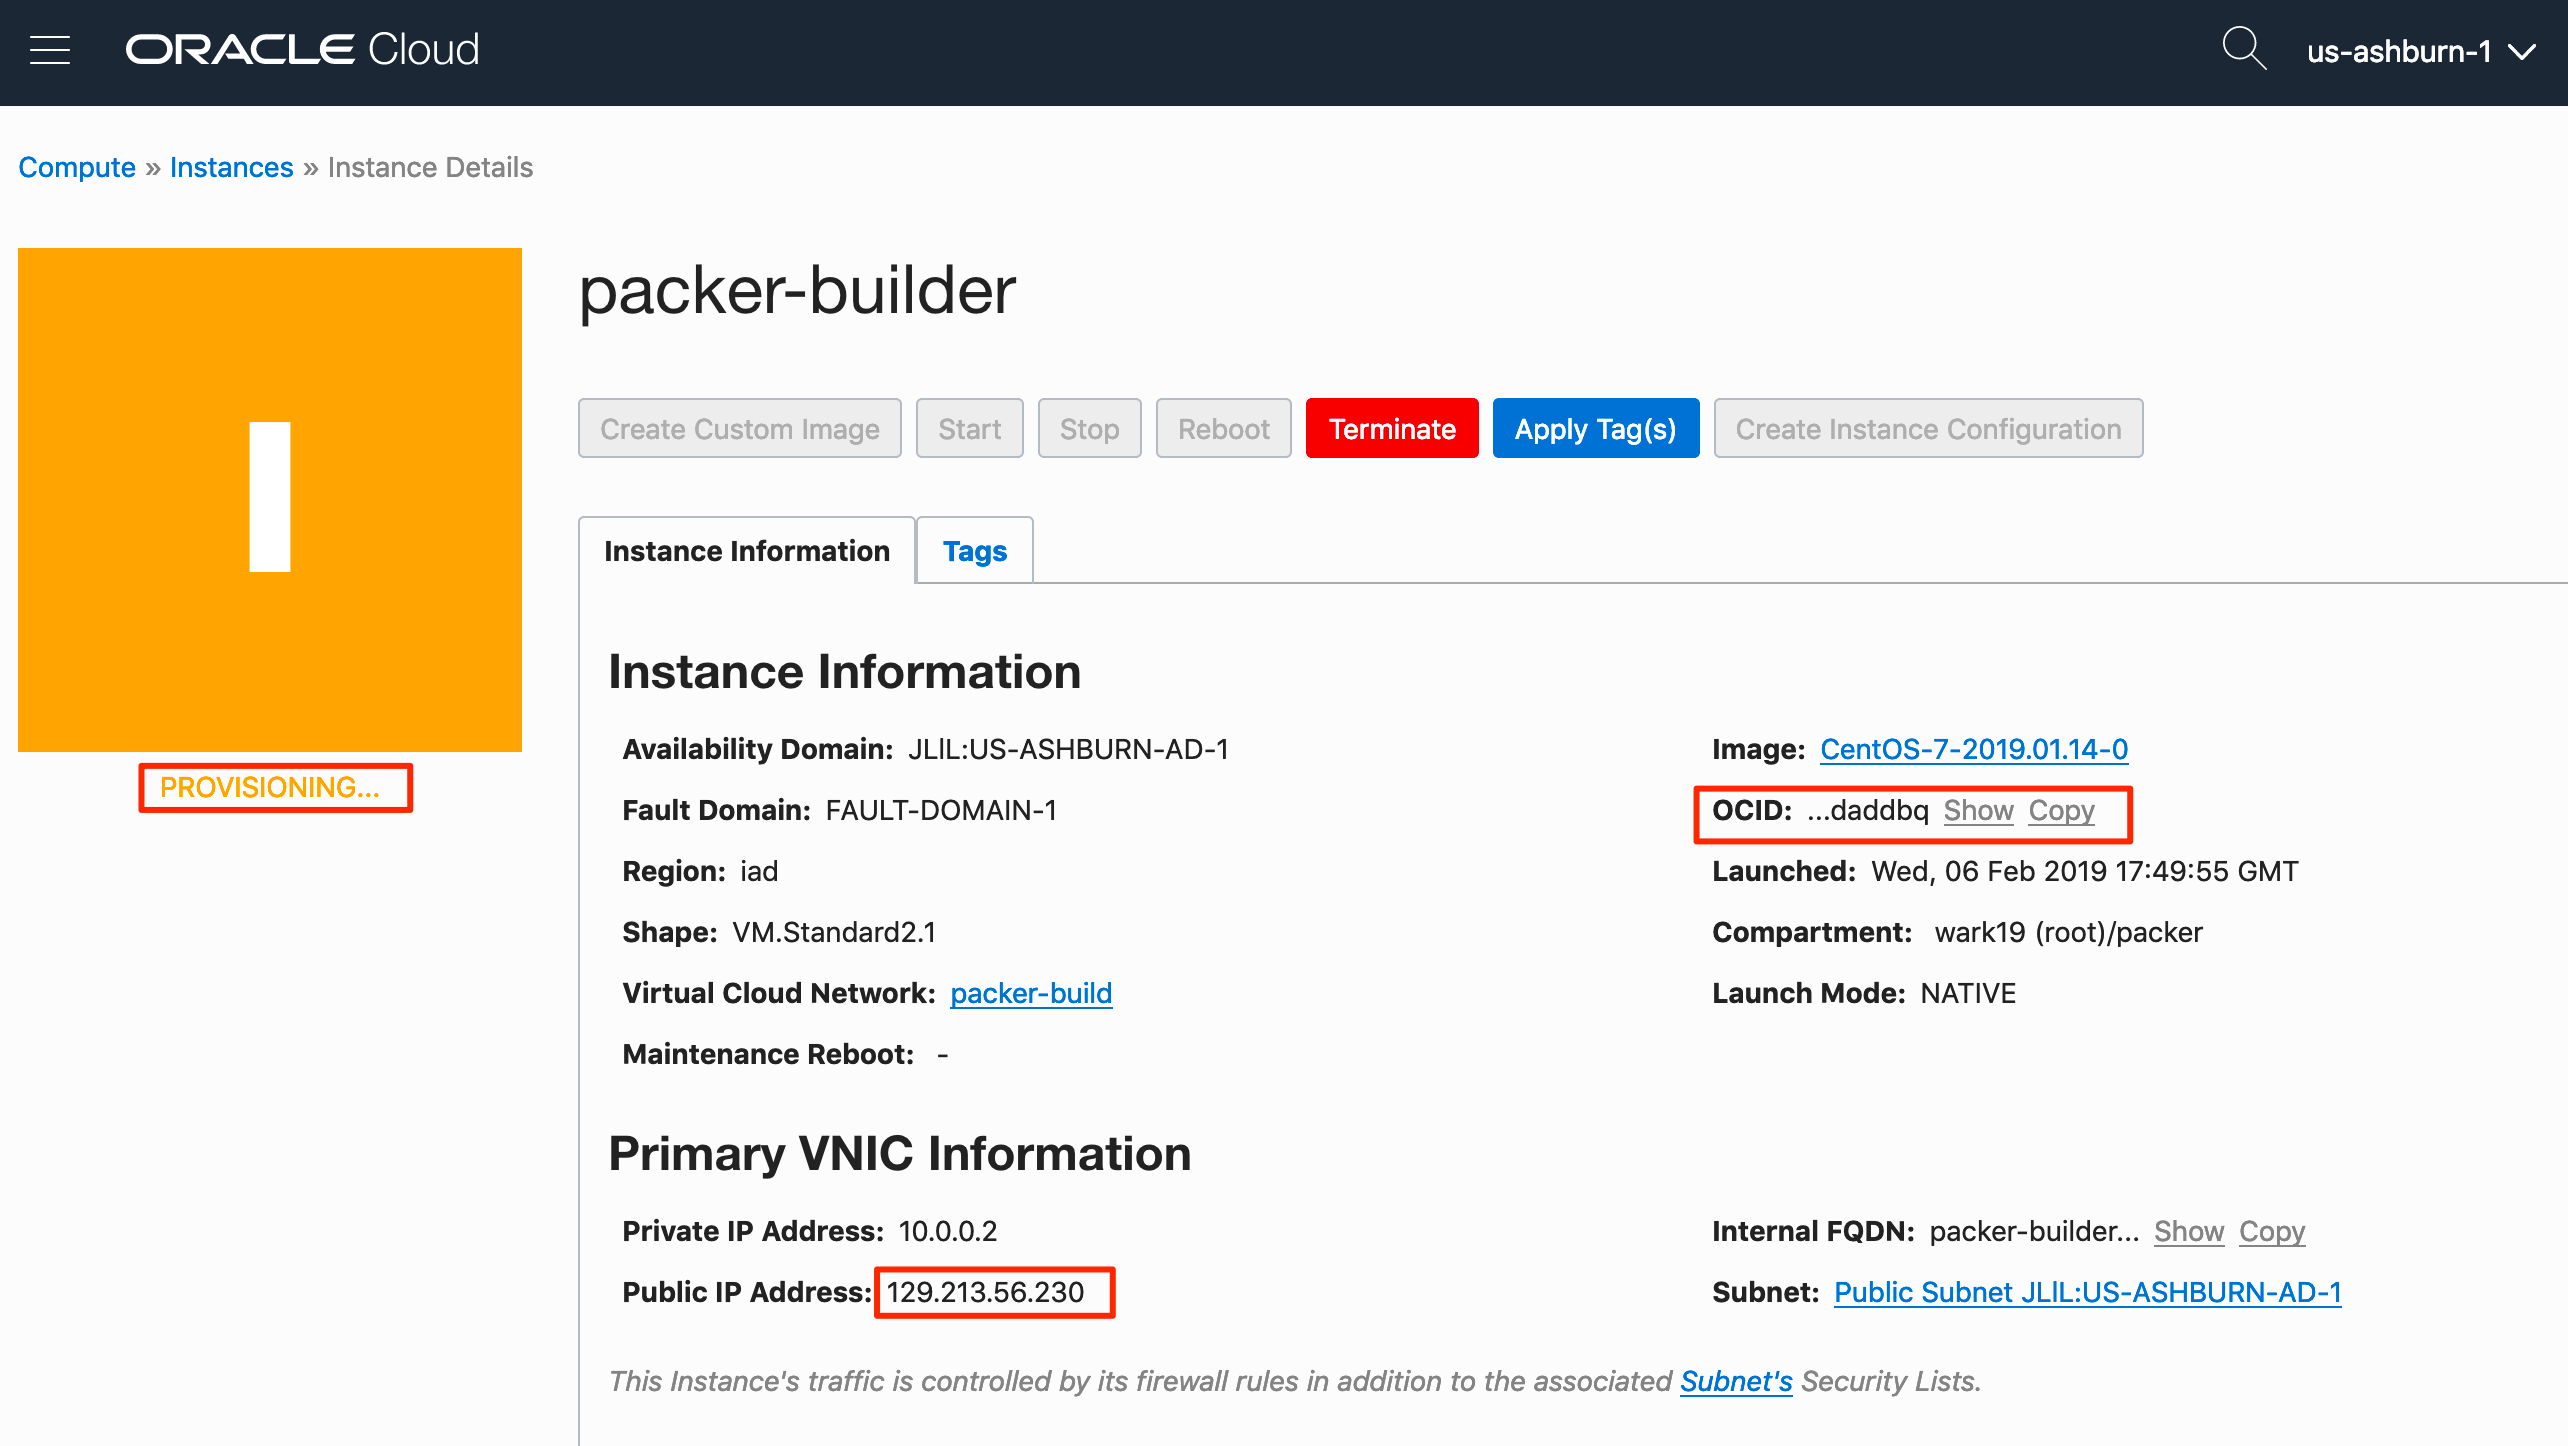 ORACLE Cloud
us-ashburn-1
Compute » Instances » Instance Details
I
PROVISIONING...
packer-builder
Create Custom Image Start Stop Reboot Terminate Apply Tag(s) Create Instance Configuration
Instance Information Tags
Instance Information
Availability Domain: JLlL:US-ASHBURN-AD-1
Fault Domain: FAULT-DOMAIN-1
Region: iad
Shape: VM.Standard2.1
Virtual Cloud Network: packer-build
Maintenance Reboot: -
Image: CentOS-7-2019.01.14-0
OCID: ...daddbq Show Copy
Launched: Wed, 06 Feb 2019 17:49:55 GMT
Compartment: wark19 (root)/packer
Launch Mode: NATIVE
Primary VNIC Information
Private IP Address: 10.0.0.2
Public IP Address: 129.213.56.230
Internal FQDN: packer-builder... Show Copy
Subnet: Public Subnet JLlL:US-ASHBURN-AD-1
This Instance's traffic is controlled by its firewall rules in addition to the associated Subnet's Security Lists.